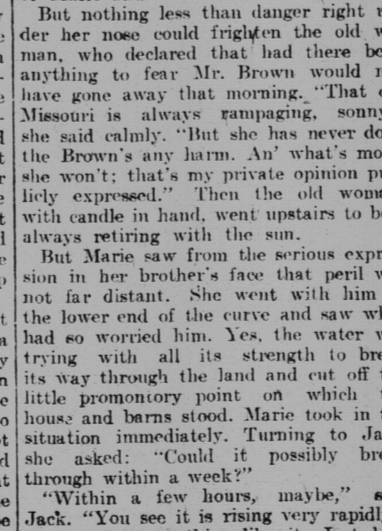 But nothing less than danger right
der her nose could frighten the old
man, who declared that had there be
anything to fear Mr. Brown would
have gone away that morning. "That
Missouri is always rampaging, sonny
she said calmly. "But she has never do
the Brown's any harm. An' what's mo
she won't; that's my private opinion p
licly expressed." Then the old wom
with candle in hand, went upstairs to b
always retiring with the sun.
But Marie saw from the serious expr
sion in her brother's face that peril
not far distant. She went with him
the lower end of the curve and saw w
had so worried him. Yes, the water
trying with all its strength to bre
its way through the land and cut off
little promontory point on which
house and barns stood. Marie took in
situation immediately. Turning to Ja
she asked: "Could it possibly bre
through within a week?"
"Within a few hours, maybe,"
Jack. "You see it is rising very rapidl